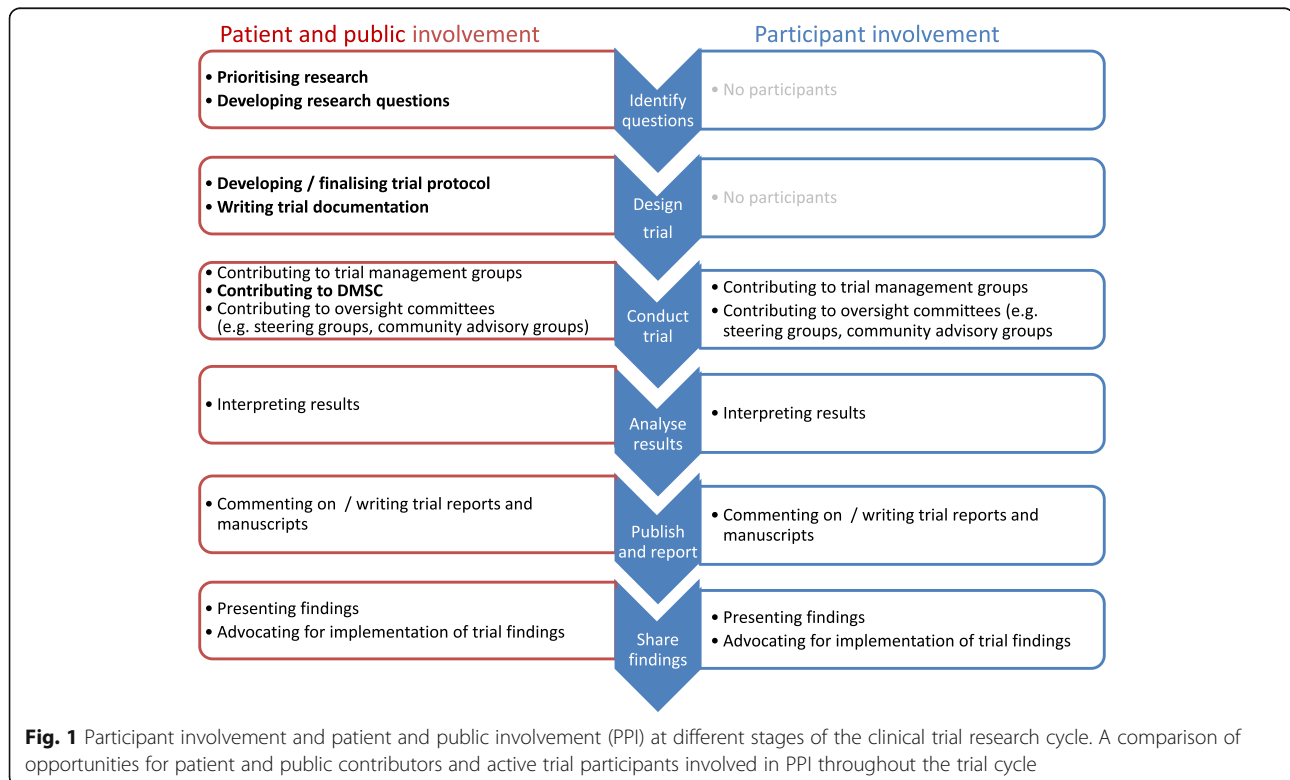 Patient and public involvement
Participant involvement
• Prioritising research
• Developing research questions
Identify
questions
• No participants
• Developing / finalising trial protocol
• Writing trial documentation
Design
trial
• No participants
• Contributing to trial management groups
• Contributing to DMSC
• Contributing to oversight committees
(e.g. steering groups, community advisory groups)
Conduct
trial
• Contributing to trial management groups
• Contributing to oversight committees (e.g.
steering groups, community advisory groups
• Interpreting results
Analyse
results
• Interpreting results
• Commenting on / writing trial reports and
manuscripts
Publish
and report
• Commenting on / writing trial reports and
manuscripts
• Presenting findings
• Advocating for implementation of trial findings
Share
findings
• Presenting findings
• Advocating for implementation of trial findings
Fig. 1 Participant involvement and patient and public involvement (PPI) at different stages of the clinical trial research cycle. A comparison of
opportunities for patient and public contributors and active trial participants involved in PPI throughout the trial cycle